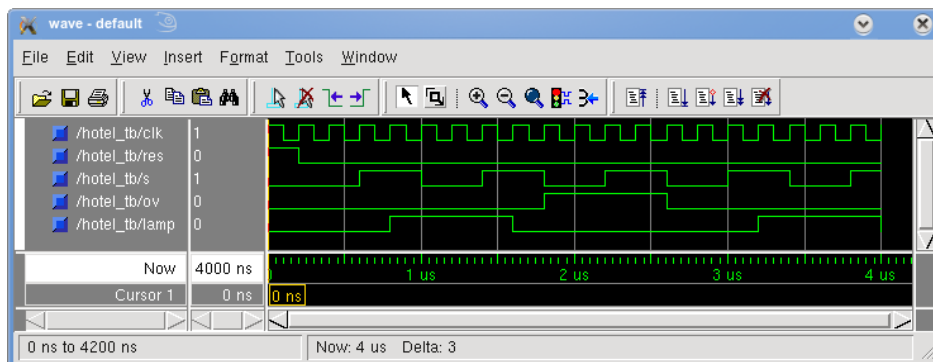 wave - default
File Edit View Insert Format Tools Window
/hotel_tb/clk 1
/hotel_tb/res 0
/hotel_tb/s 1
/hotel_tb/ov 0
/hotel_tb/lamp 0
Now 4000 ns 1 us 2 us 3 us 4 us
Cursor 1 0 ns 0 ns
0 ns to 4200 ns Now: 4 us Delta: 3